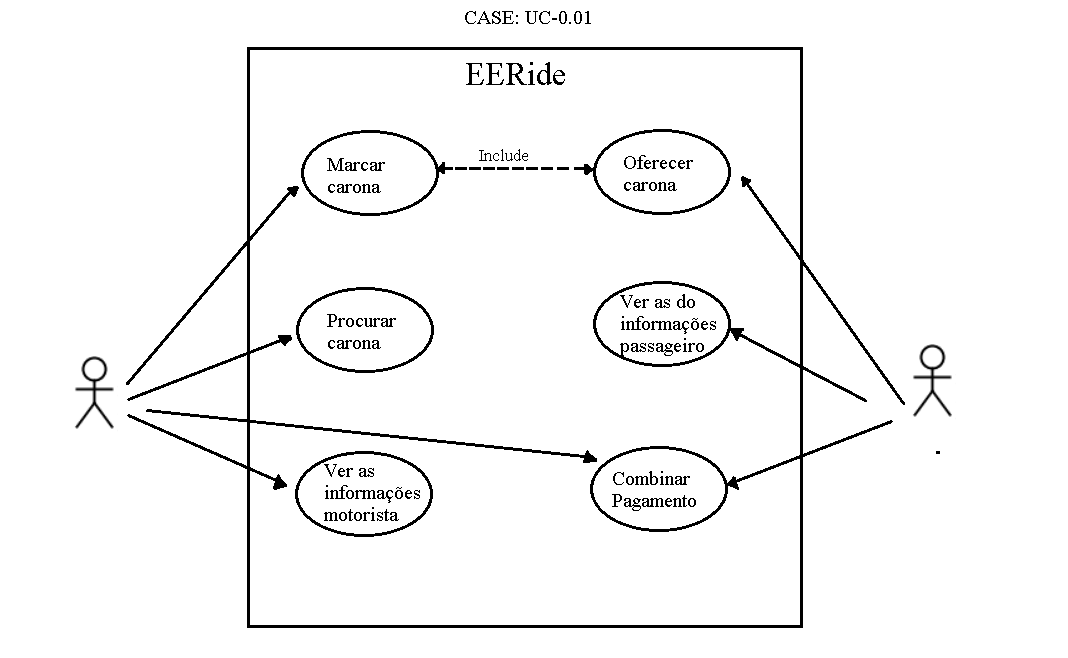 CASE: UC-0.01
EERide
Marcar
carona
Include
Oferecer
carona
Procurar
carona
Ver as do
informações
passageiro
Ver as
informações
motorista
Combinar
Pagamento